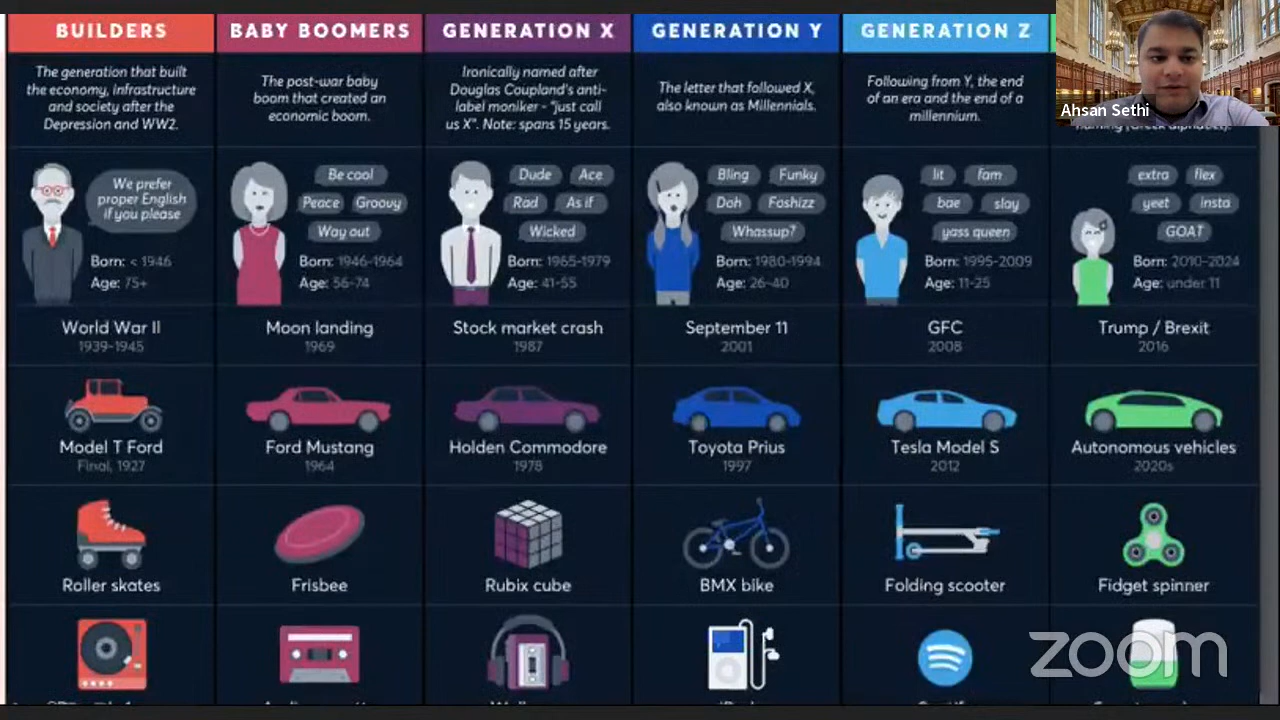 BUILDERS
The generation that built
the economy, infrastructure
and society after the
Depression and WW2.
We prefer
proper English
if you please
Born: < 1946
Age: 75+
World War II
1939-1945
Model T Ford
Final, 1927
Roller skates
BABY BOOMERS
The post-war baby
boom that created an
economic boom.
Be cool
Peace Groovy
Way out
Born: 1946-1964
Age: 56-74
Moon landing
1969
Ford Mustang
1964
Frisbee
GENERATION X
Ironically named after
Douglas Coupland's anti-
label moniker - "just call
us X". Note: spans 15 years.
Dude Ace
Rad As if
Wicked
Born: 1965-1979
Age: 41-55
Stock market crash
1987
Holden Commodore
1978
Rubix cube
GENERATION Y
The letter that followed X,
also known as Millennials.
Bling Funky
Doh Foshizz
Whassup?
Born: 1980-1994
Age: 26-40
September 11
2001
Toyota Prius
1997
BMX bike
GENERATION Z
Following from Y, the end
of an era and the end of a
millennium.
lit fam
bae slay
yass queen
Born: 1995-2009
Age: 11-25
GFC
2008
Tesla Model S
2012
Folding scooter
Ahsan Sethi
extra flex
yeet insta
GOAT
Born: 2010-2024
Age: under 11
Trump / Brexit
2016
Autonomous vehicles
2020s
Fidget spinner
zoom